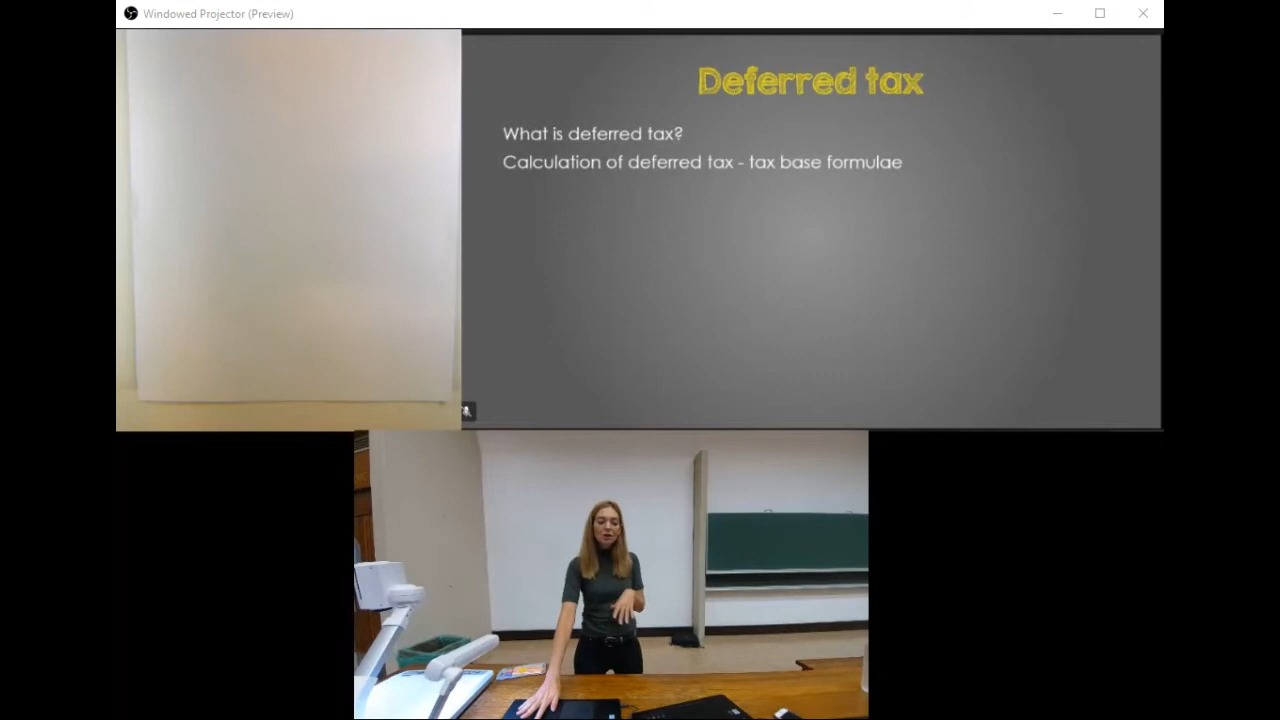 Windowed Projector (Preview)
Deferred tax
What is deferred tax?
Calculation of deferred tax - tax base formulae